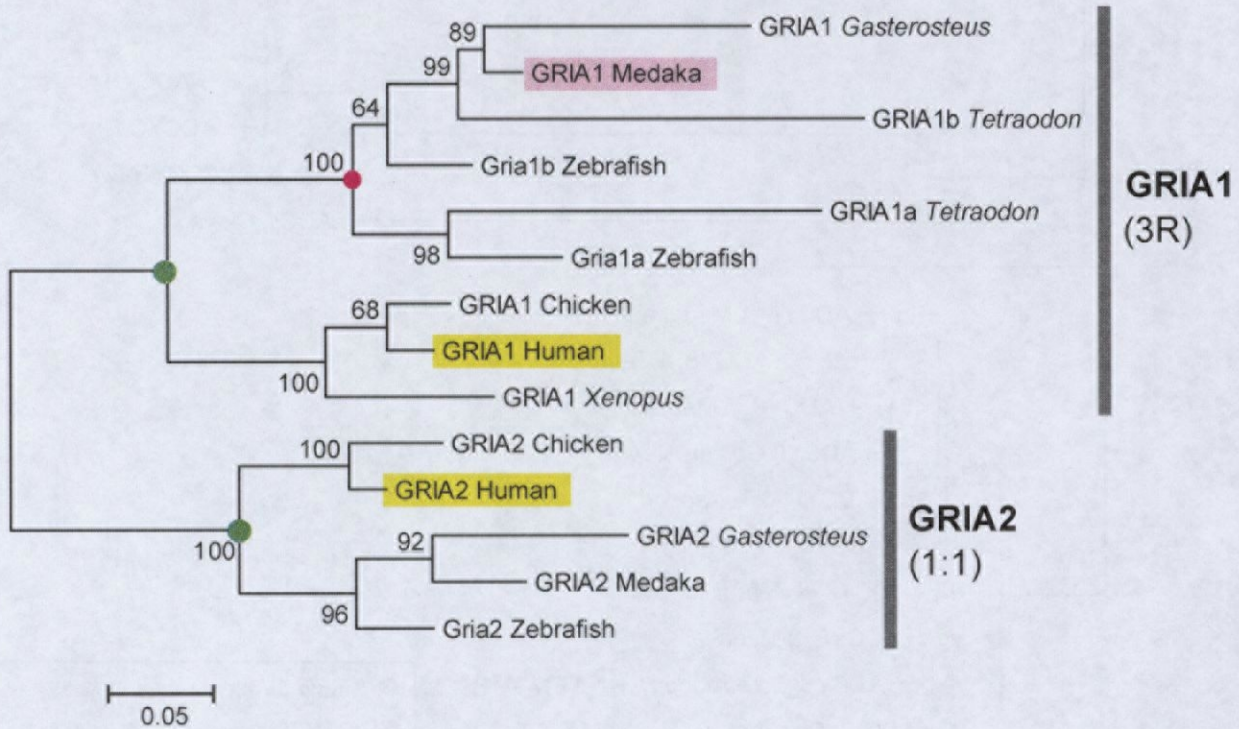 89
GRIA1 Gasterosteus
99
GRIA1 Medaka
64
GRIA1b Tetraodon
100
Gria1b Zebrafish
GRIA1
(3R)
GRIA1a Tetraodon
98
Gria1a Zebrafish
68
GRIA1 Chicken
GRIA1 Human
100
GRIA1 Xenopus
100
GRIA2 Chicken
GRIA2 Human
100
92
GRIA2 Gasterosteus
GRIA2
(1:1)
GRIA2 Medaka
96
Gria2 Zebrafish
0.05